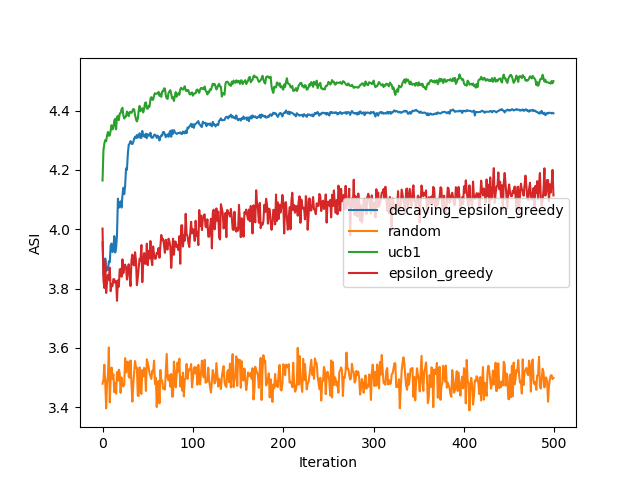 ASI
4.4
4.2
4.0
3.8
3.6
3.4
decaying_epsilon_greedy
random
ucb1
epsilon_greedy
0 100 200 300 400 500
Iteration